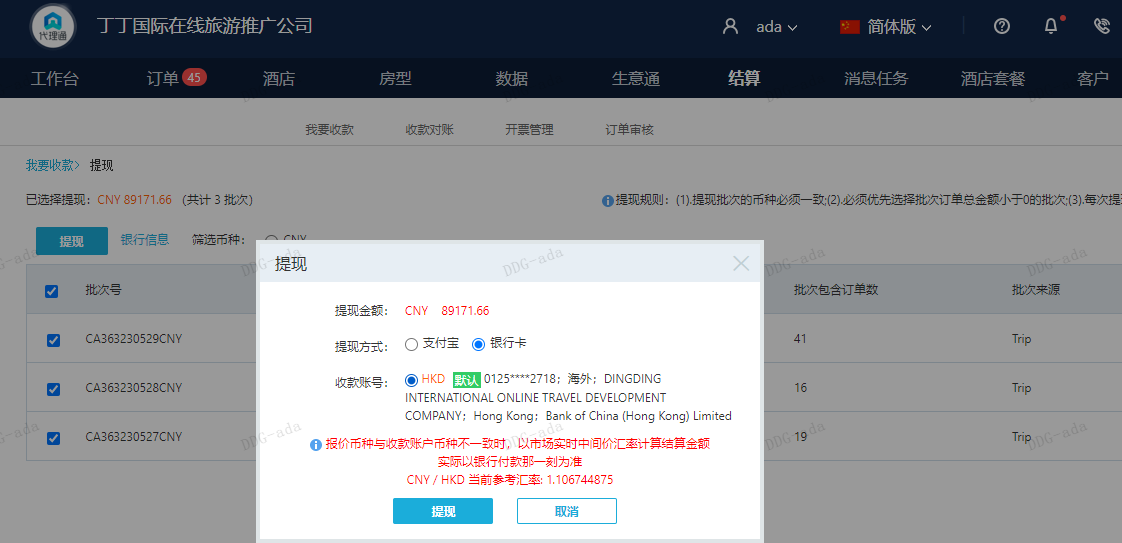 代理通
丁丁国际在线旅游推广公司
ada
简体版
工作台
订单 45
酒店
房型
数据
生意通
结算
消息任务
酒店套餐
客户
我要收款
收款对账
开票管理
订单审核
我要收款> 提现
已选择提现: CNY 89171.66 (共计 3 批次)
提现规则: (1).提现批次的币种必须一致;(2).必须优先选择批次订单总金额小于0的批次;(3).每次提现
提现
银行信息
筛选币种:
CNY
批次号
批次包含订单数
批次来源
CA363230529CNY
41
Trip
CA363230528CNY
16
Trip
CA363230527CNY
19
Trip
提现
提现金额: CNY 89171.66
提现方式: 支付宝 银行卡
收款账号: HKD 默认 0125****2718; 海外; DINGDING
INTERNATIONAL ONLINE TRAVEL DEVELOPMENT
COMPANY; Hong Kong; Bank of China (Hong Kong) Limited
报价币种与收款账户币种不一致时, 以市场实时中间价汇率计算结算金额
实际以银行付款那一刻为准
CNY / HKD 当前参考汇率: 1.106744875
提现
取消
DDG-ada